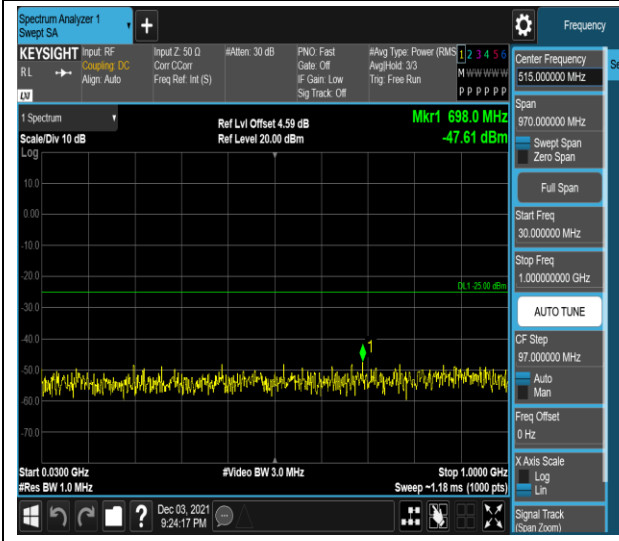 Spectrum Analyzer 1
Swept SA
Frequency
KEYSIGHT
RL
Input: RF
Coupling: DC
Align: Auto
Input Z: 50 Ω
Corr CCorr
Freq Ref: Int (S)
#Atten: 30 dB
PNO: Fast
Gate: Off
IF Gain: Low
Sig Track: Off
#Avg Type: Power (RMS
Avg|Hold: 3/3
Trig: Free Run
1 2 3 4 5 6
M W W W W W
P P P P P P
LXI
1 Spectrum
Scale/Div 10 dB
Ref Lvl Offset 4.59 dB
Ref Level 20.00 dBm
Mkr1 698.0 MHz
-47.61 dBm
Log
10.0
0.00
-10.0
-20.0
DL1 -25.00 dBm
-30.0
-40.0
1
-50.0
-60.0
-70.0
Start 0.0300 GHz
#Res BW 1.0 MHz
#Video BW 3.0 MHz
Stop 1.0000 GHz
Sweep ~1.18 ms (1000 pts)
Dec 03, 2021
9:24:17 PM
Center Frequency
515.000000 MHz
Span
970.000000 MHz
Swept Span
Zero Span
Full Span
Start Freq
30.000000 MHz
Stop Freq
1.000000000 GHz
AUTO TUNE
CF Step
97.000000 MHz
Auto
Man
Freq Offset
0 Hz
X Axis Scale
Log
Lin
Signal Track
(Span Zoom)